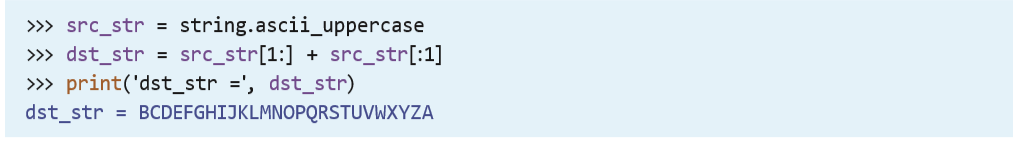 >>> src_str = string.ascii_uppercase
>>> dst_str = src_str[1:] + src_str[:1]
>>> print('dst_str =', dst_str)
dst_str = BCDEFGHIJKLMNOPQRSTUVWXYZA